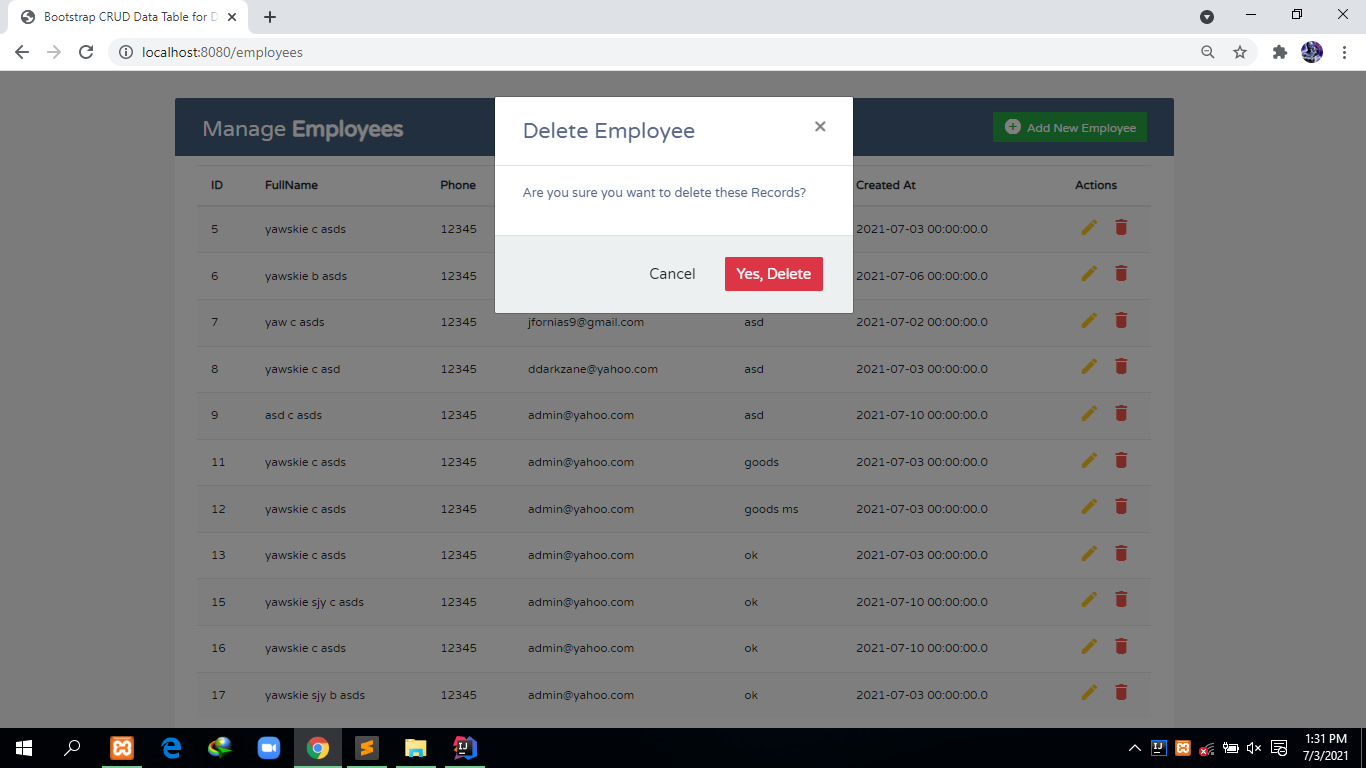 Bootstrap CRUD Data Table for D
localhost:8080/employees
Manage Employees
Add New Employee
Delete Employee
Are you sure you want to delete these Records?
Cancel
Yes, Delete
ID FullName Phone Created At Actions
5 yawskie c asds 12345 2021-07-03 00:00:00.0
6 yawskie b asds 12345 2021-07-06 00:00:00.0
7 yaw c asds 12345 jfornias9@gmail.com asd 2021-07-02 00:00:00.0
8 yawskie c asd 12345 ddarkzane@yahoo.com asd 2021-07-03 00:00:00.0
9 asd c asds 12345 admin@yahoo.com asd 2021-07-10 00:00:00.0
11 yawskie c asds 12345 admin@yahoo.com goods 2021-07-03 00:00:00.0
12 yawskie c asds 12345 admin@yahoo.com goods ms 2021-07-03 00:00:00.0
13 yawskie c asds 12345 admin@yahoo.com ok 2021-07-03 00:00:00.0
15 yawskie sjy c asds 12345 admin@yahoo.com ok 2021-07-10 00:00:00.0
16 yawskie c asds 12345 admin@yahoo.com ok 2021-07-10 00:00:00.0
17 yawskie sjy b asds 12345 admin@yahoo.com ok 2021-07-03 00:00:00.0
IJ
IJ
1:31 PM
7/3/2021